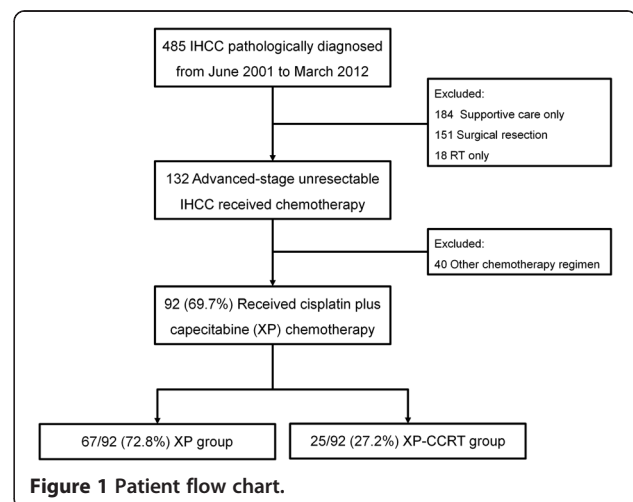 485 IHCC pathologically diagnosed
from June 2001 to March 2012
Excluded:
184 Supportive care only
151 Surgical resection
18 RT only
132 Advanced-stage unresectable
IHCC received chemotherapy
Excluded:
40 Other chemotherapy regimen
92 (69.7%) Received cisplatin plus
capecitabine (XP) chemotherapy
67/92 (72.8%) XP group
25/92 (27.2%) XP-CCRT group
Figure 1 Patient flow chart.